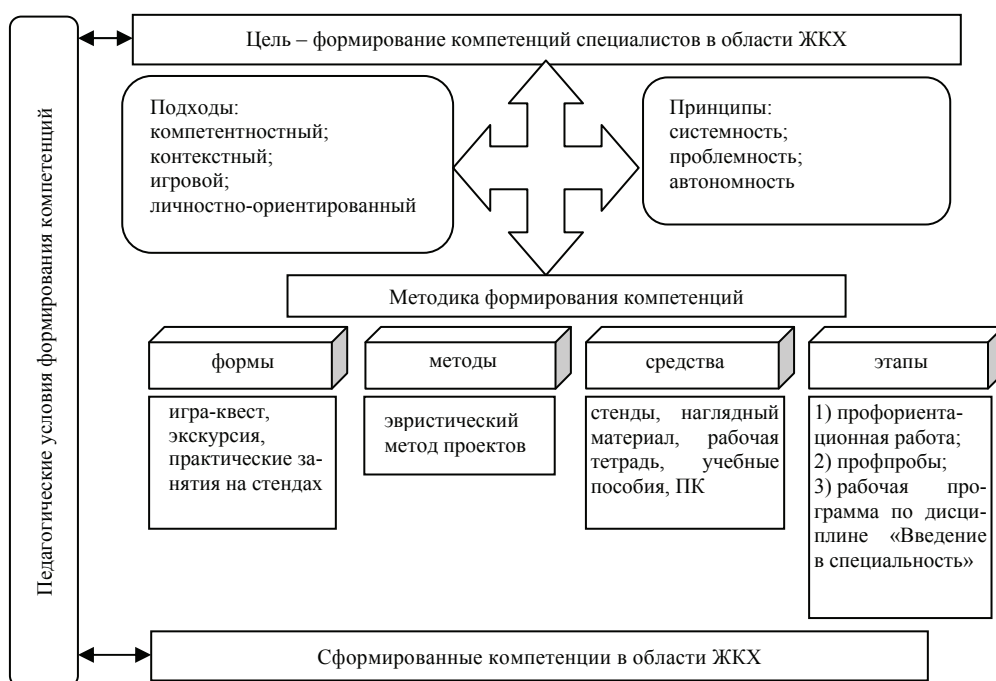 Педагогические условия формирования компетенций
Цель – формирование компетенций специалистов в области ЖКХ
Подходы:
компетентностный;
контекстный;
игровой;
личностно-ориентированный
Принципы:
системность;
проблемность;
автономность
Методика формирования компетенций
формы
игра-квест,
экскурсия,
практические за-
нятия на стендах
методы
эвристический
метод проектов
средства
стенды, наглядный
материал, рабочая
тетрадь, учебные
пособия, ПК
этапы
1) профориента-
ационная работа;
2) профпробы;
3) рабочая про-
грамма по дисци-
плине «Введение
в специальность»
Сформированные компетенции в области ЖКХ